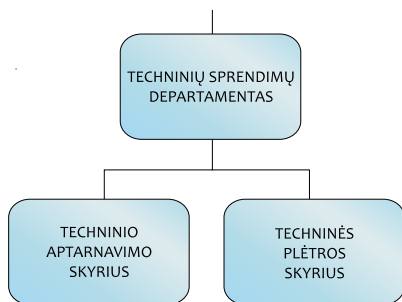 TECHNINIŲ SPRENDIMŲ
DEPARTAMENTAS
TECHNINIO
APTARNAVIMO
SKYRIUS
TECHNINĖS
PLĖTROS
SKYRIUS